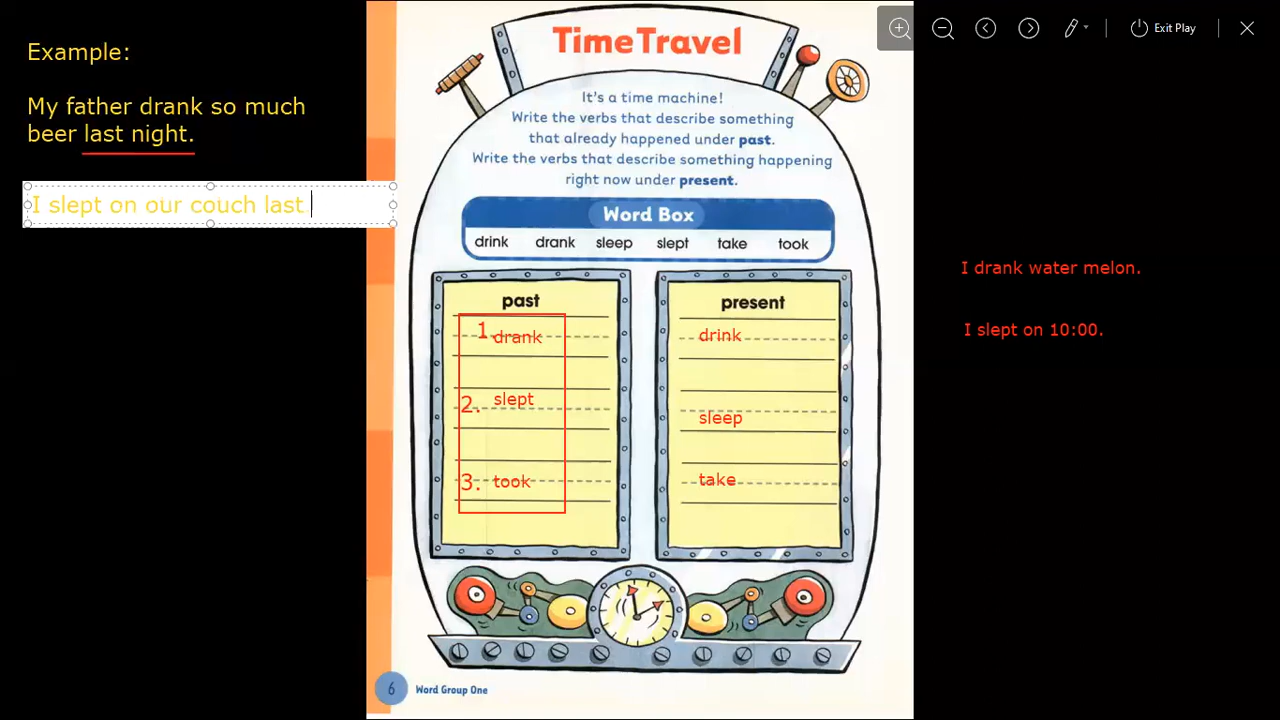 Example:
My father drank so much
beer last night.
I slept on our couch last
Exit Play
Time Travel
It's a time machine!
Write the verbs that describe something
that already happened under past.
Write the verbs that describe something happening
right now under present.
Word Box
drink drank sleep slept take took
past
1. drank
2. slept
3. took
present
drink
sleep
take
6 Word Group One
I drank water melon.
I slept on 10:00.